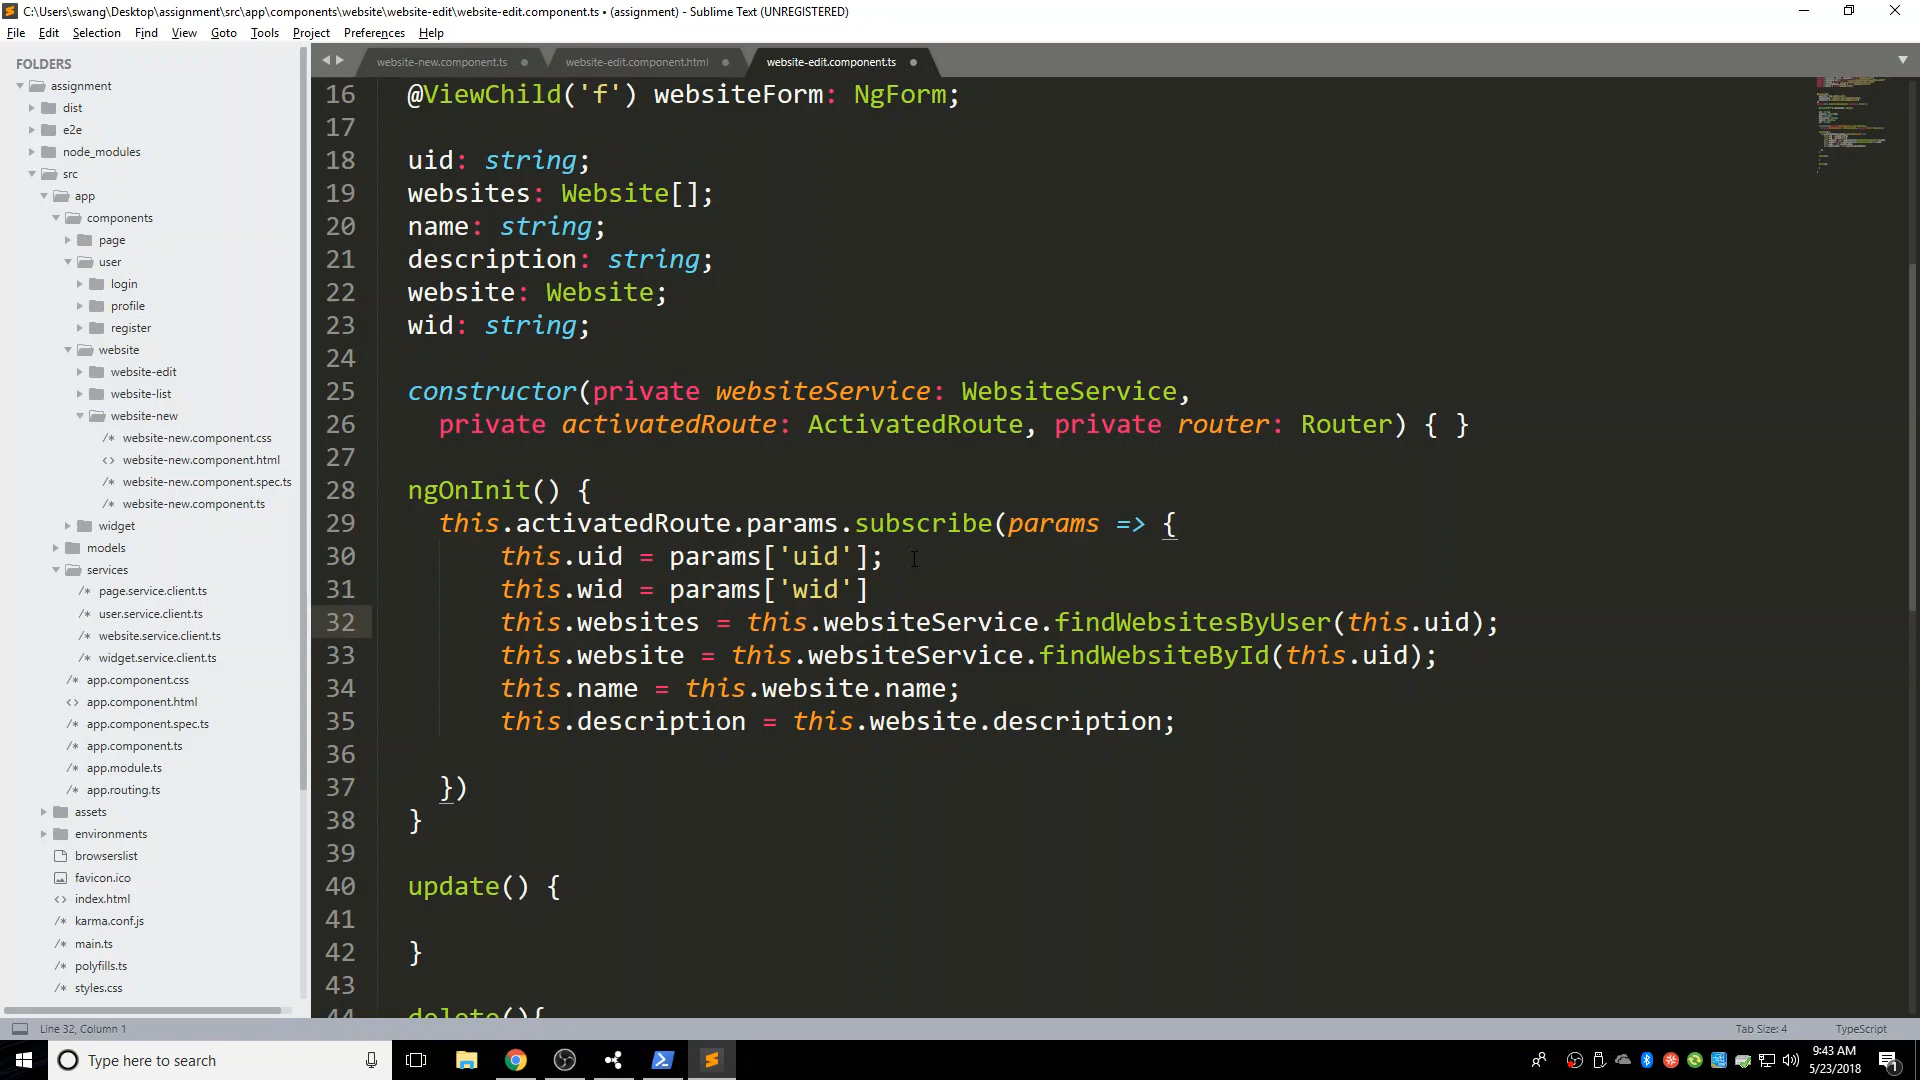 C:\Users\swang\Desktop\assignment\src\app\components\website\website-edit\website-edit.component.ts • (assignment) - Sublime Text (UNREGISTERED)
File Edit Selection Find View Goto Tools Project Preferences Help
FOLDERS
assignment
dist
e2e
node_modules
src
app
components
page
user
login
profile
register
website
website-edit
website-list
website-new
/* website-new.component.css
<> website-new.component.html
/* website-new.component.spec.ts
/* website-new.component.ts
widget
models
services
/* page.service.client.ts
/* user.service.client.ts
/* website.service.client.ts
/* widget.service.client.ts
/* app.component.css
<> app.component.html
/* app.component.spec.ts
/* app.component.ts
/* app.module.ts
/* app.routing.ts
assets
environments
browserslist
favicon.ico
<> index.html
/* karma.conf.js
/* main.ts
/* polyfills.ts
/* styles.css
website-new.component.ts website-edit.component.html website-edit.component.ts
16 @ViewChild('f') websiteForm: NgForm;
17
18 uid: string;
19 websites: Website[];
20 name: string;
21 description: string;
22 website: Website;
23 wid: string;
24
25 constructor(private websiteService: WebsiteService,
26 private activatedRoute: ActivatedRoute, private router: Router) { }
27
28 ngOnInit() {
29 this.activatedRoute.params.subscribe(params => {
30 this.uid = params['uid'];
31 this.wid = params['wid']
32 this.websites = this.websiteService.findWebsitesByUser(this.uid);
33 this.website = this.websiteService.findWebsiteById(this.uid);
34 this.name = this.website.name;
35 this.description = this.website.description;
36
37 })
38 }
39
40 update() {
41
42 }
43
44 delete(){
Line 32, Column 1
Tab Size: 4
TypeScript
Type here to search
9:43 AM
5/23/2018
1